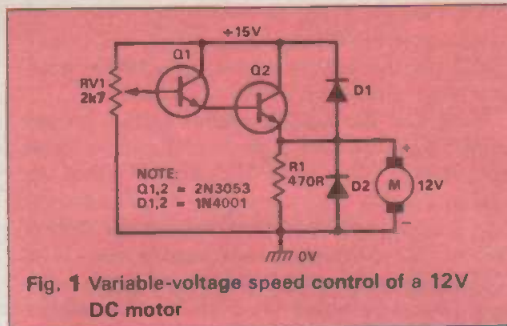 +15V
Q1
Q2
RV1
2k7
D1
NOTE:
Q1,2 = 2N3053
D1,2 = 1N4001
R1
470R
D2
+
M
12V
−
0V
Fig. 1 Variable-voltage speed control of a 12V
DC motor